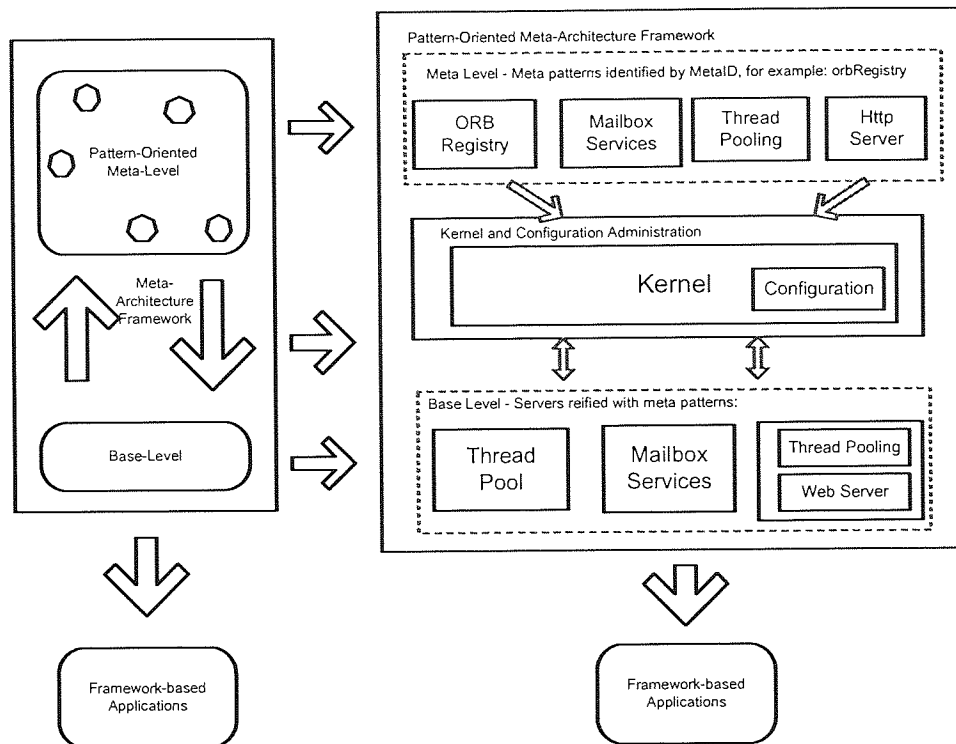 Pattern-Oriented
Meta-Level
Meta-
Architecture
Framework
Base-Level
Framework-based
Applications
Pattern-Oriented Meta-Architecture Framework
Meta Level - Meta patterns identified by MetaID, for example: orbRegistry
ORB
Registry
Mailbox
Services
Thread
Pooling
Http
Server
Kernel and Configuration Administration
Kernel
Configuration
Base Level - Servers reified with meta patterns:
Thread
Pool
Mailbox
Services
Thread Pooling
Web Server
Framework-based
Applications